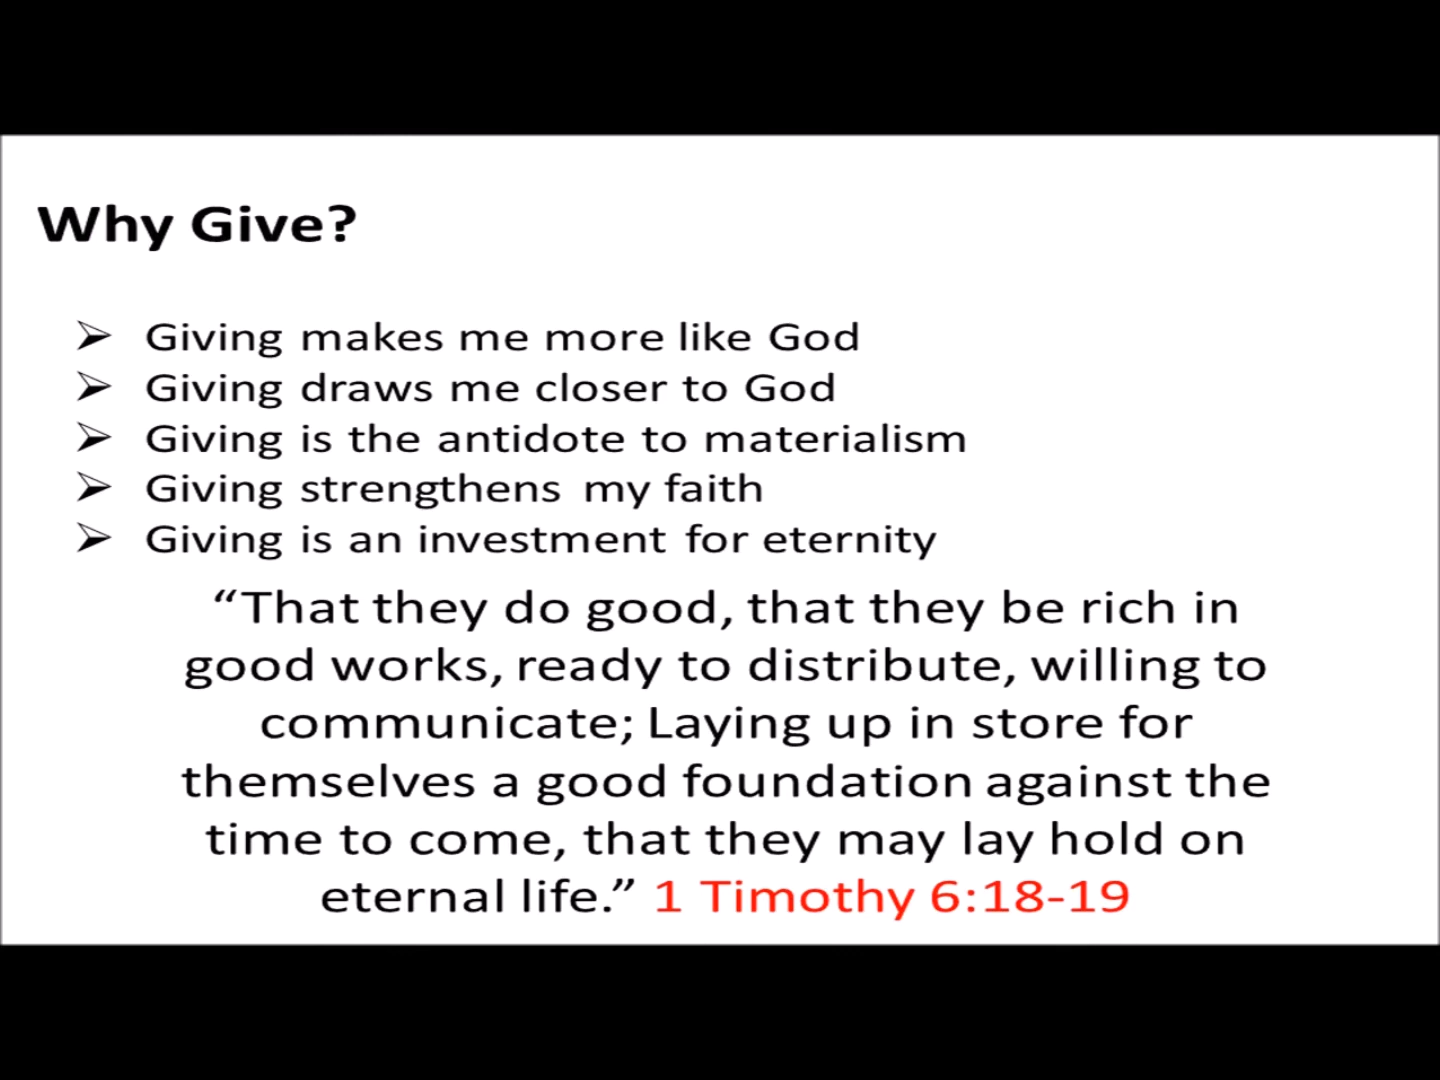 Why Give?
➢ Giving makes me more like God
➢ Giving draws me closer to God
➢ Giving is the antidote to materialism
➢ Giving strengthens my faith
➢ Giving is an investment for eternity
“That they do good, that they be rich in
good works, ready to distribute, willing to
communicate; Laying up in store for
themselves a good foundation against the
time to come, that they may lay hold on
eternal life.” 1 Timothy 6:18-19